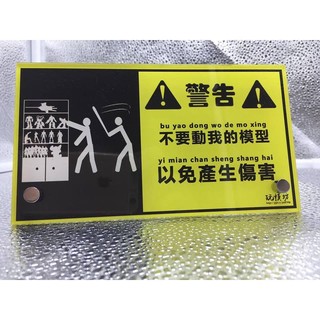 警告
bu yao dong wo de mo xing
不要動我的模型
yi mian chan sheng shang hai
以免產生傷害